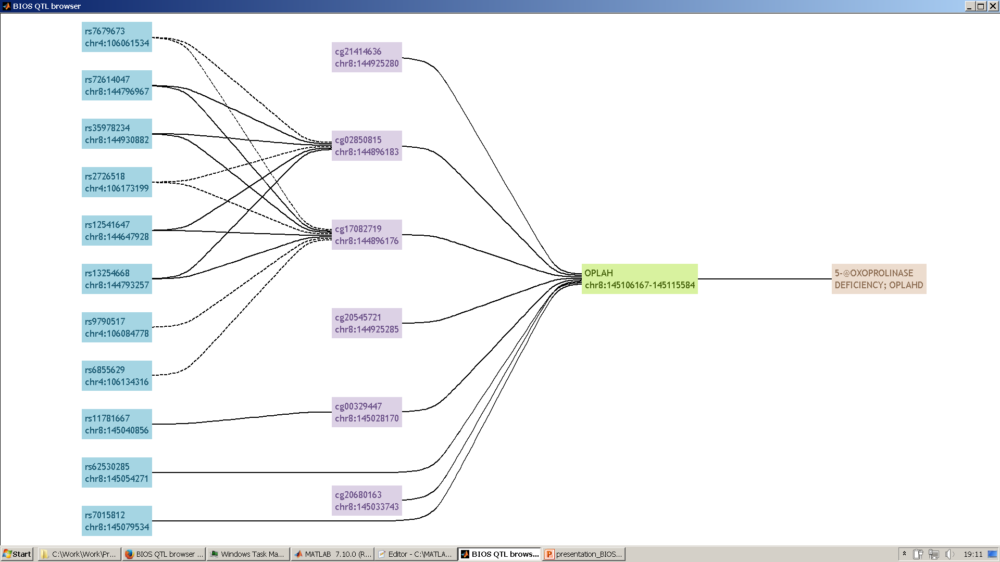 BIOS QTL browser
rs7679673
chr4:106061534
rs72614047
chr8:144796967
rs35978234
chr8:144930882
rs2726518
chr4:106173199
rs12541647
chr8:144647928
rs13254668
chr8:144793257
rs9790517
chr4:106084778
rs6855629
chr4:106134316
rs11781667
chr8:145040856
rs62530285
chr8:145054271
rs7015812
chr8:145079534
cg21414636
chr8:144925280
cg02850815
chr8:144896183
cg17082719
chr8:144896176
cg20545721
chr8:144925285
cg00329447
chr8:145028170
cg20680163
chr8:145033743
OPLAH
chr8:145106167-145115584
5-@OXOPROLINASE
DEFICIENCY; OPLAHD
Start
C:\Work\Work\Pr...
BIOS QTL browser ...
Windows Task Ma...
MATLAB 7.10.0 (R...
Editor - C:\MATLA...
BIOS QTL brows...
presentation_BIOS...
19:11